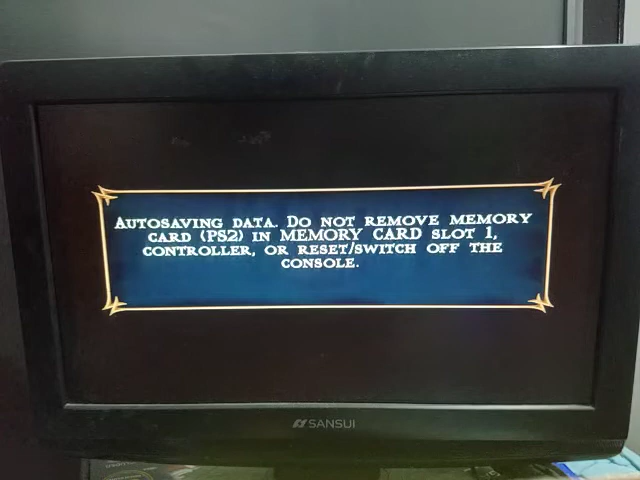 AUTOSAVING DATA. DO NOT REMOVE MEMORY
CARD (PS2) IN MEMORY CARD SLOT 1,
CONTROLLER, OR RESET/SWITCH OFF THE
CONSOLE.
SANSUI